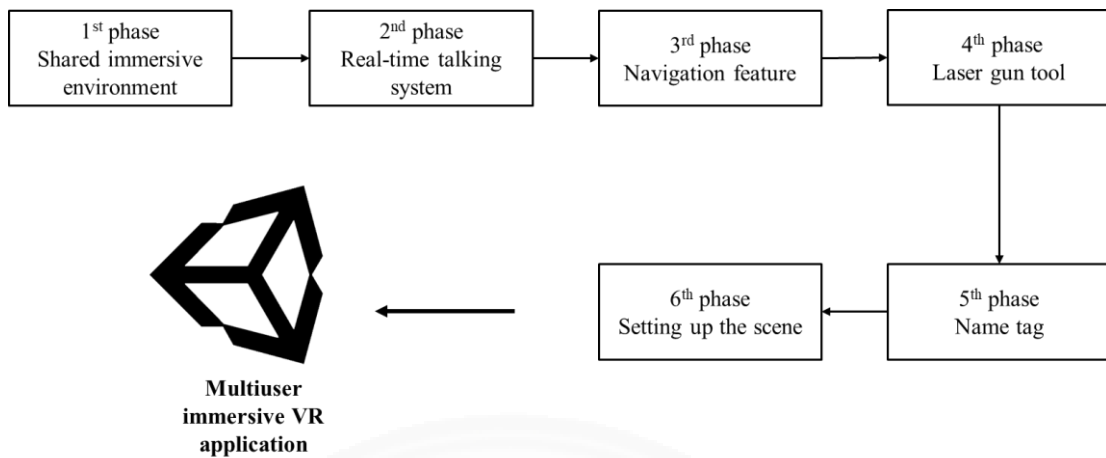 1st phase
Shared immersive
environment
2nd phase
Real-time talking
system
3rd phase
Navigation feature
4th phase
Laser gun tool
5th phase
Name tag
6th phase
Setting up the scene
Multiuser
immersive VR
application